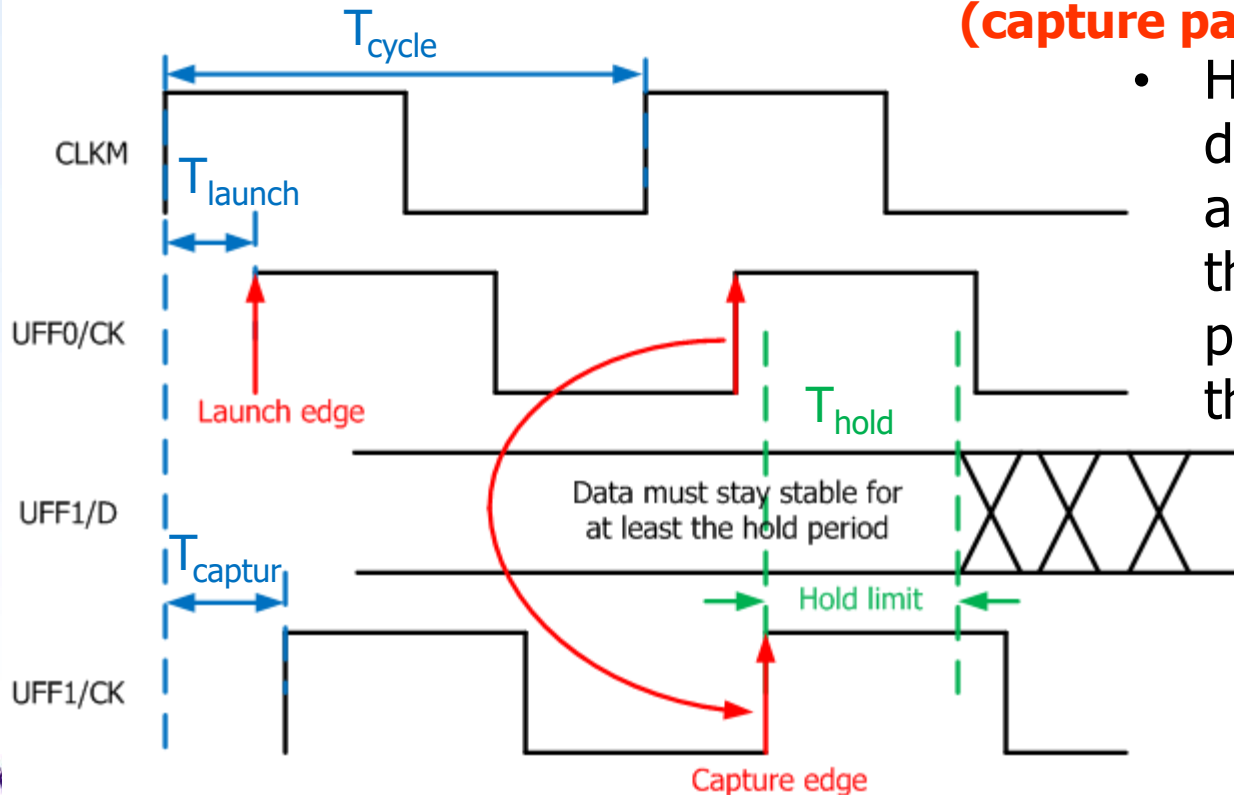 (capture pa
T_cycle
•
CLKM
T_launch
UFF0/CK
Launch edge
T_hold
UFF1/D
Data must stay stable for
at least the hold period
T_captur
Hold limit
UFF1/CK
Capture edge
H
d
a
th
p
th